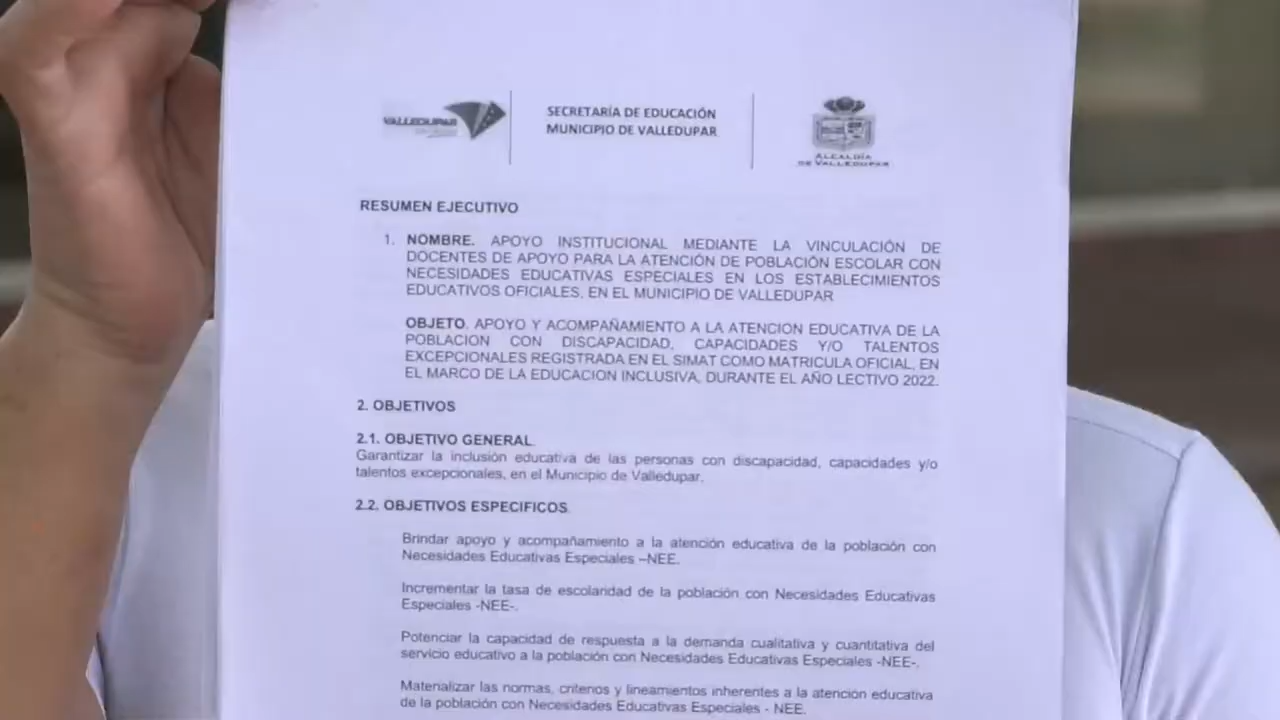 VALLEDUPAR
SECRETARÍA DE EDUCACIÓN
MUNICIPIO DE VALLEDUPAR
ALCALDÍA
DE VALLEDUPAR
RESUMEN EJECUTIVO
1. NOMBRE. APOYO INSTITUCIONAL MEDIANTE LA VINCULACIÓN DE
DOCENTES DE APOYO PARA LA ATENCIÓN DE POBLACIÓN ESCOLAR CON
NECESIDADES EDUCATIVAS ESPECIALES EN LOS ESTABLECIMIENTOS
EDUCATIVOS OFICIALES, EN EL MUNICIPIO DE VALLEDUPAR
OBJETO. APOYO Y ACOMPAÑAMIENTO A LA ATENCION EDUCATIVA DE LA
POBLACION CON DISCAPACIDAD, CAPACIDADES Y/O TALENTOS
EXCEPCIONALES REGISTRADA EN EL SIMAT COMO MATRICULA OFICIAL, EN
EL MARCO DE LA EDUCACION INCLUSIVA, DURANTE EL AÑO LECTIVO 2022.
2. OBJETIVOS
2.1. OBJETIVO GENERAL.
Garantizar la inclusión educativa de las personas con discapacidad, capacidades y/o
talentos excepcionales, en el Municipio de Valledupar.
2.2. OBJETIVOS ESPECIFICOS.
Brindar apoyo y acompañamiento a la atención educativa de la población con
Necesidades Educativas Especiales –NEE.
Incrementar la tasa de escolaridad de la población con Necesidades Educativas
Especiales -NEE-.
Potenciar la capacidad de respuesta a la demanda cualitativa y cuantitativa del
servicio educativo a la población con Necesidades Educativas Especiales -NEE-.
Materializar las normas, criterios y lineamientos inherentes a la atención educativa
de la población con Necesidades Educativas Especiales - NEE.